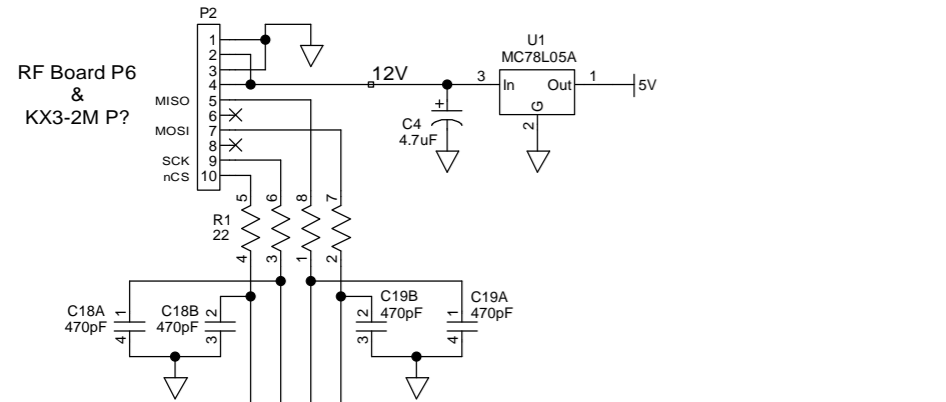 P2
1
2
3
4
5
6
7
8
9
10
RF Board P6
&
KX3-2M P?
MISO
MOSI
SCK
nCS
12V
+
C4
4.7uF
U1
MC78L05A
3 In Out 1
G
2
5V
R1
22
5 6 8 7
4 3 1 2
C18A
470pF
1
4
C18B
470pF
2
3
C19B
470pF
2
3
C19A
470pF
1
4